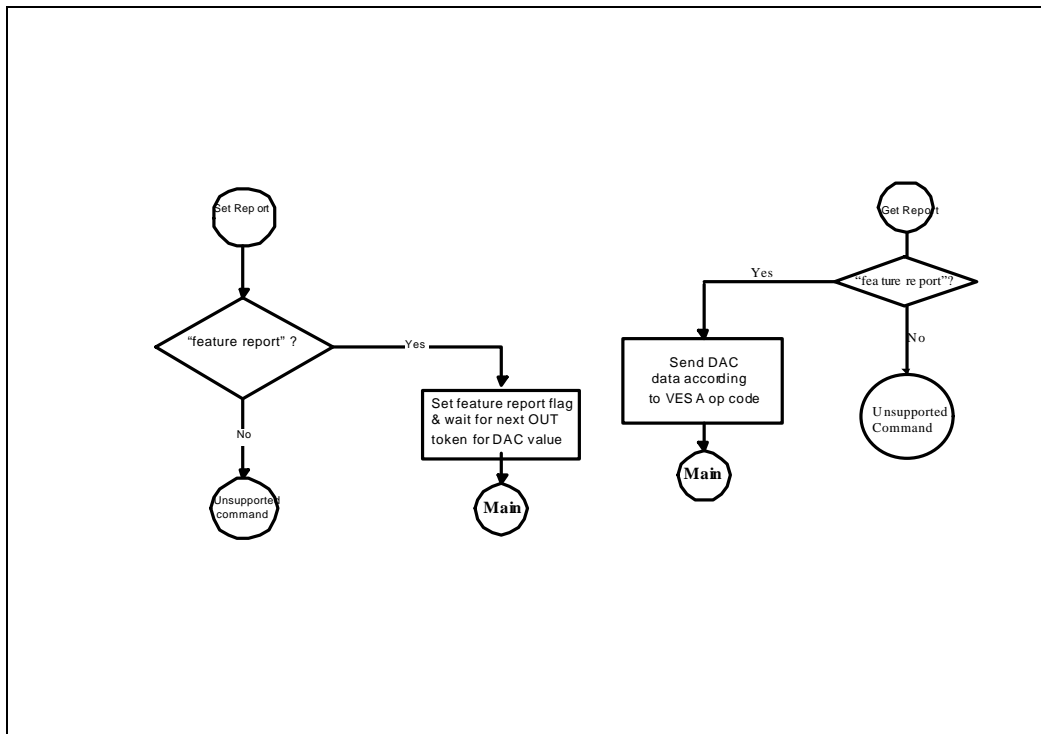 Set Report
"feature report" ?
Yes
Set feature report flag
& wait for next OUT
token for DAC value
No
Unsupported
command
Main
Get Report
"feature report"?
Yes
No
Send DAC
data according
to VESA op code
Unsupported
Command
Main